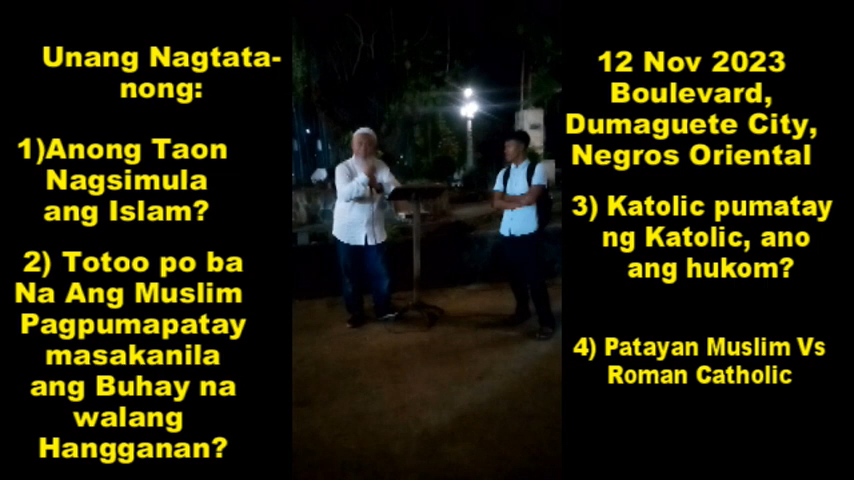 Unang Nagtata-
nong:
1)Anong Taon
Nagsimula
ang Islam?
2) Totoo po ba
Na Ang Muslim
Pagpumapatay
masakanila
ang Buhay na
walang
Hangganan?
12 Nov 2023
Boulevard,
Dumaguete City,
Negros Oriental
3) Katolic pumatay
ng Katolic, ano
ang hukom?
4) Patayan Muslim Vs
Roman Catholic